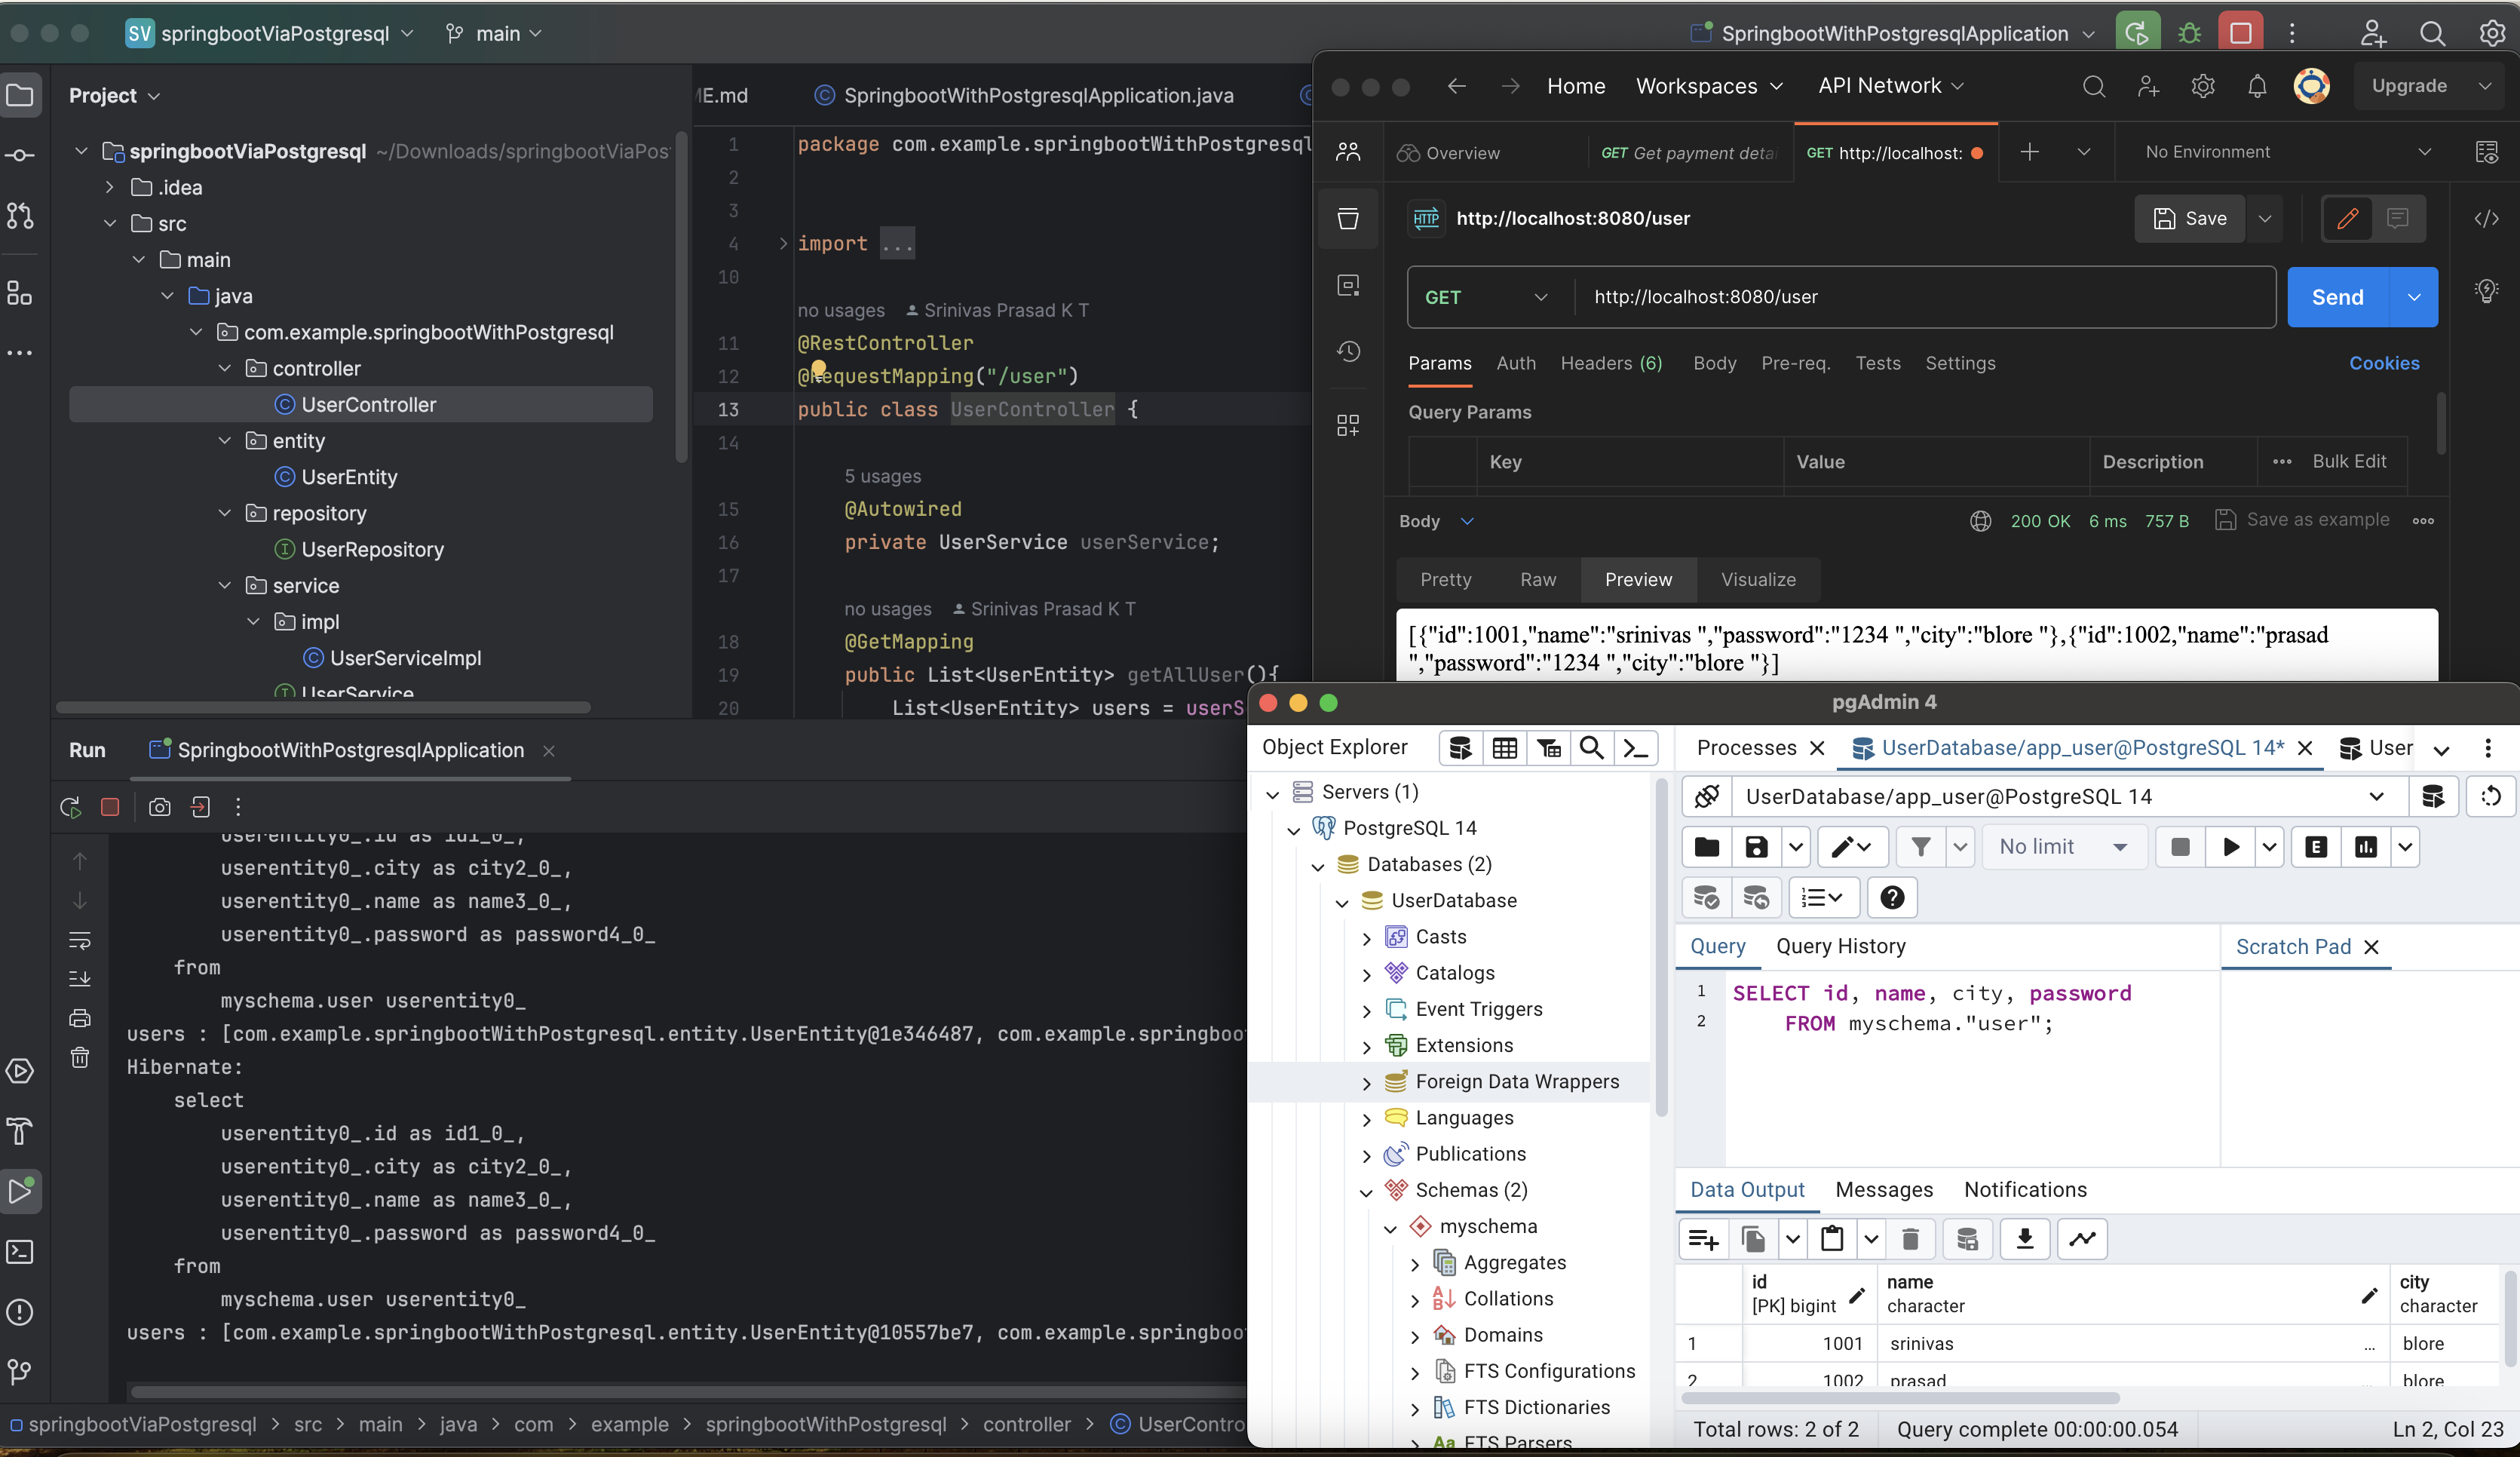 SV springbootViaPostgresql main
SpringbootWithPostgresqlApplication
Project
springbootViaPostgresql ~/Downloads/springbootViaPos
.idea
src
main
java
com.example.springbootWithPostgresql
controller
UserController
entity
UserEntity
repository
UserRepository
service
impl
UserServiceImpl
UserService
ME.md SpringbootWithPostgresqlApplication.java
1 package com.example.springbootWithPostgresql
2
3
4 import ...
10
no usages Srinivas Prasad K T
11 @RestController
12 @RequestMapping("/user")
13 public class UserController {
14
5 usages
15 @Autowired
16 private UserService userService;
17
no usages Srinivas Prasad K T
18 @GetMapping
19 public List<UserEntity> getAllUser(){
20 List<UserEntity> users = userS
Home Workspaces API Network Upgrade
Overview GET Get payment detai GET http://localhost: No Environment
HTTP http://localhost:8080/user Save
GET http://localhost:8080/user Send
Params Auth Headers (6) Body Pre-req. Tests Settings Cookies
Query Params
Key Value Description Bulk Edit
Body 200 OK 6 ms 757 B Save as example
Pretty Raw Preview Visualize
[{"id":1001,"name":"srinivas ","password":"1234 ","city":"blore "},{"id":1002,"name":"prasad
","password":"1234 ","city":"blore "}]
Run SpringbootWithPostgresqlApplication
userentity0_.id as id1_0_,
userentity0_.city as city2_0_,
userentity0_.name as name3_0_,
userentity0_.password as password4_0_
from
myschema.user userentity0_
users : [com.example.springbootWithPostgresql.entity.UserEntity@1e346487, com.example.springboo
Hibernate:
select
userentity0_.id as id1_0_,
userentity0_.city as city2_0_,
userentity0_.name as name3_0_,
userentity0_.password as password4_0_
from
myschema.user userentity0_
users : [com.example.springbootWithPostgresql.entity.UserEntity@10557be7, com.example.springboo
springbootViaPostgresql > src > main > java > com > example > springbootWithPostgresql > controller > UserContro
pgAdmin 4
Object Explorer
Servers (1)
PostgreSQL 14
Databases (2)
UserDatabase
Casts
Catalogs
Event Triggers
Extensions
Foreign Data Wrappers
Languages
Publications
Schemas (2)
myschema
Aggregates
Collations
Domains
FTS Configurations
FTS Dictionaries
Aa FTS Parsers
Processes UserDatabase/app_user@PostgreSQL 14* User
UserDatabase/app_user@PostgreSQL 14
No limit E
Query Query History Scratch Pad
1 SELECT id, name, city, password
2 FROM myschema."user";
Data Output Messages Notifications
id name city
[PK] bigint character character
1 1001 srinivas ... blore
2 1002 prasad ... blore
Total rows: 2 of 2 Query complete 00:00:00.054 Ln 2, Col 23